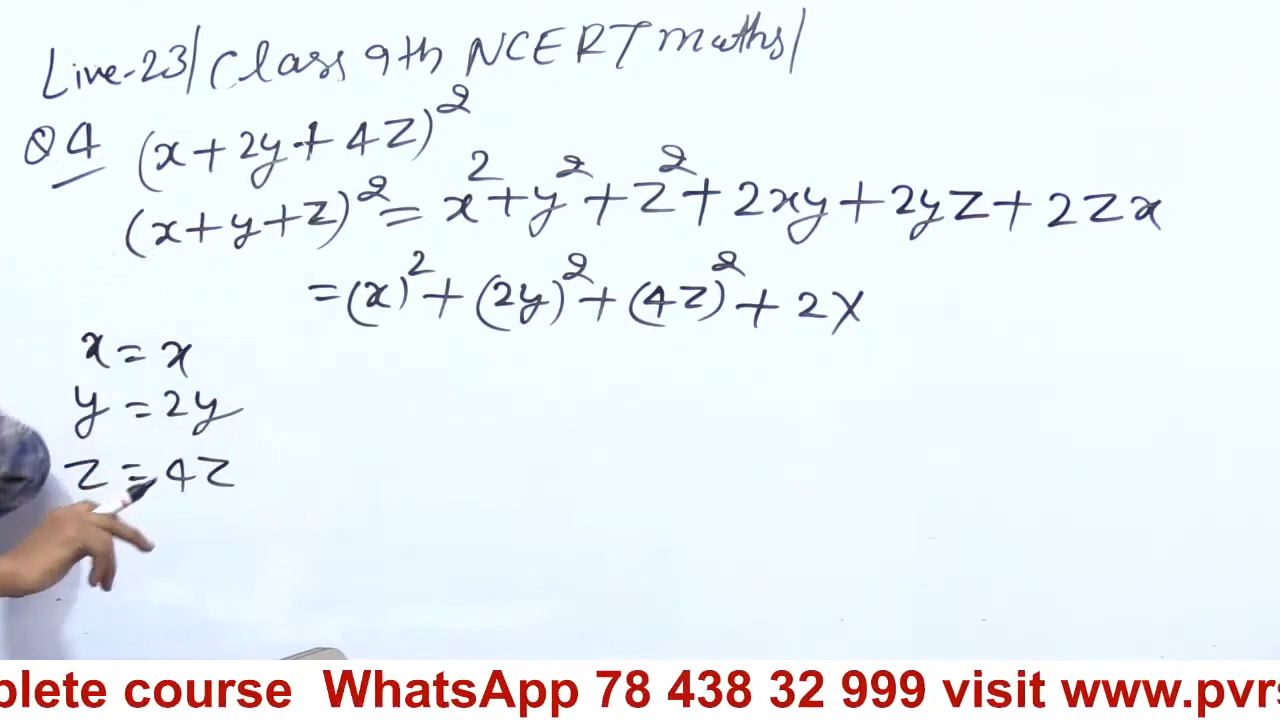 Live-23/Class 9th NCERT maths/
Q4 (x+2y+4z)²
(x+y+z)² = x²+y²+z²+2xy+2yz+2zx
=(x)²+(2y)²+(4z)²+2x
x = x
y = 2y
z = 4z
plete course WhatsApp 78 438 32 999 visit www.pvrs